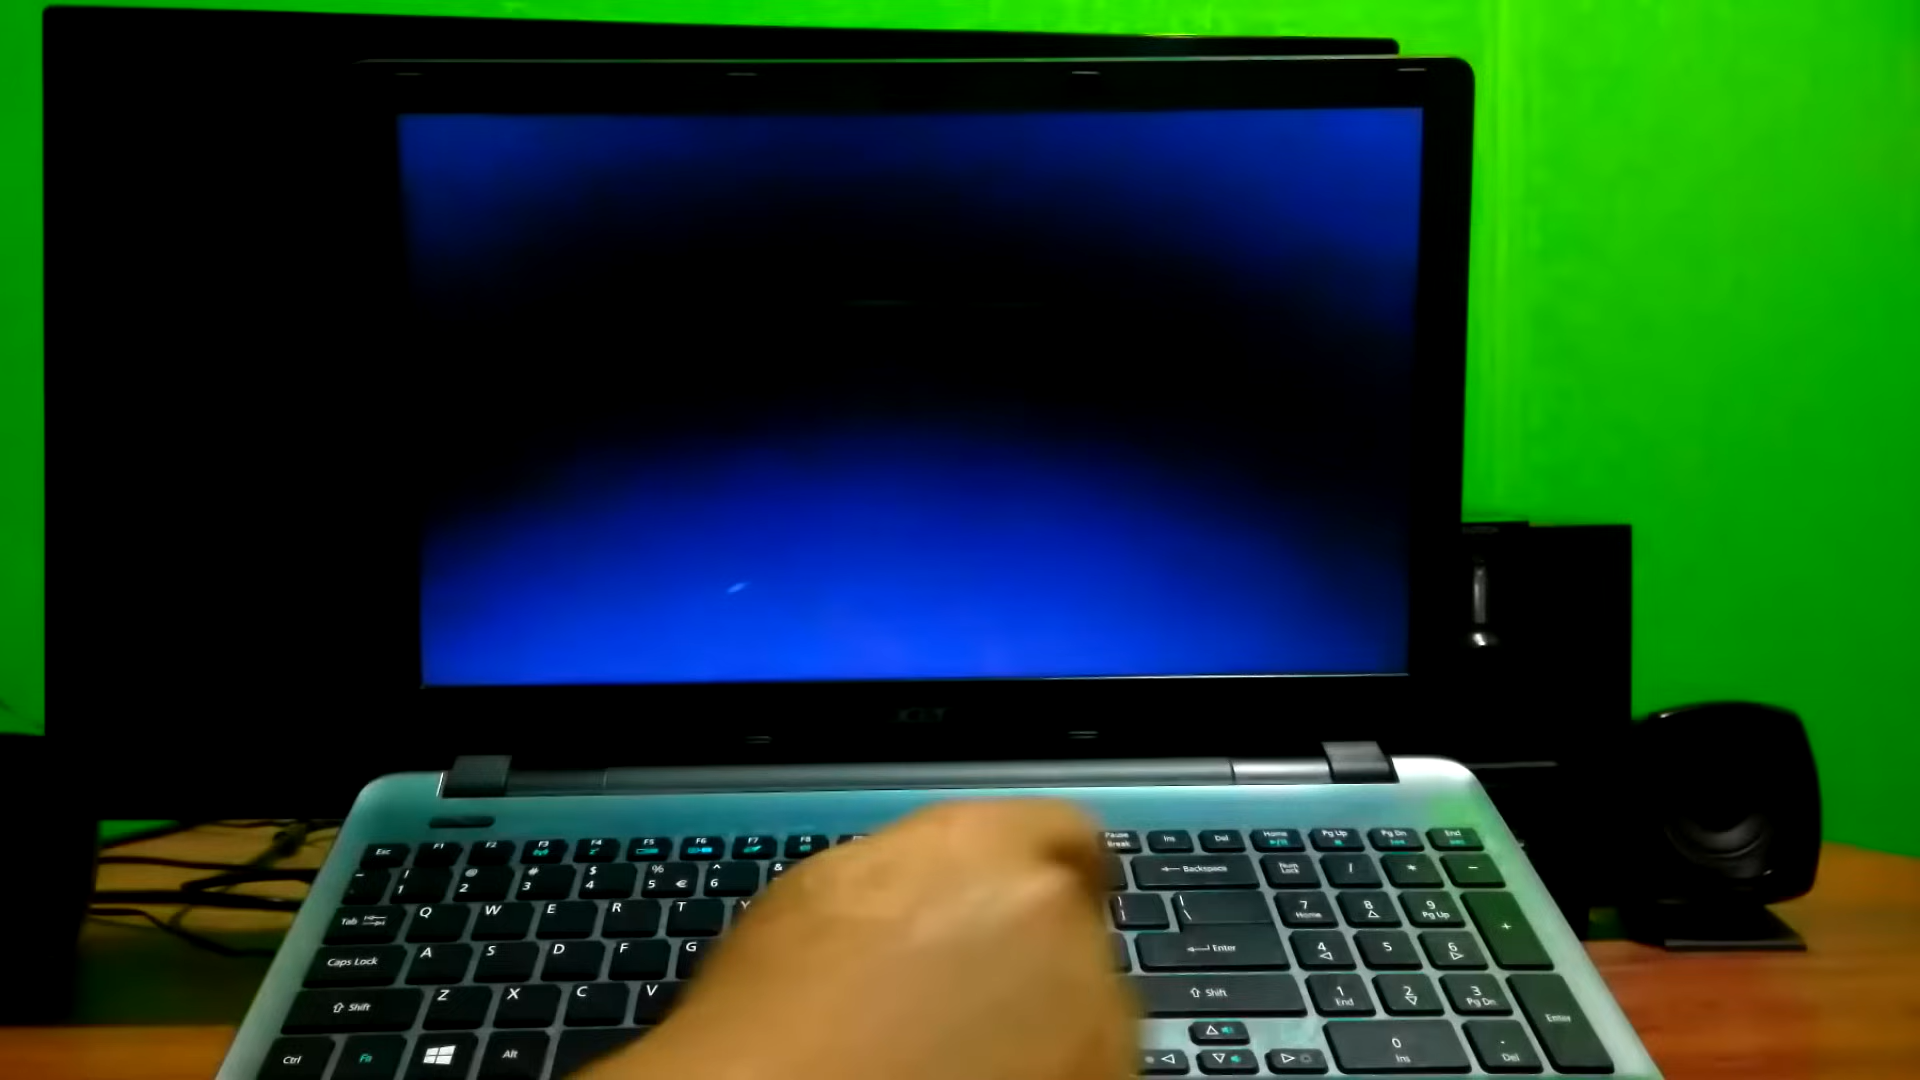 acer
Esc F1 F2 F3 F4 F5 F6 F7 F8 Pause Break Ins Del Home Pg Up Pg Dn End
~ ! 1 @ 2 # 3 $ 4 % 5 € ^ 6 & Backspace Num Lock / * -
Tab Q W E R T Y } ] | \ 7 Home 8 9 Pg Up +
Caps Lock A S D F G Enter 4 5 6
Shift Z X C V Shift 1 End 2 3 Pg Dn Enter
Ctrl Fn Alt 0 Ins . Del